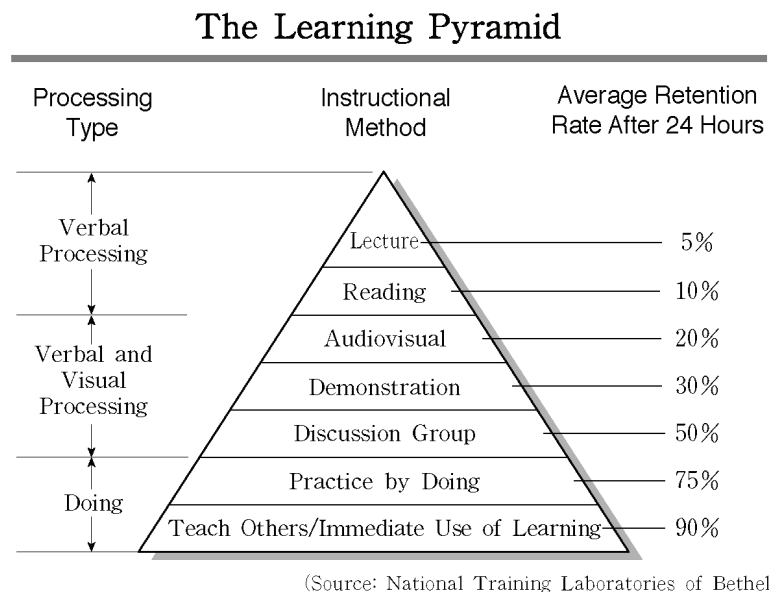 The Learning Pyramid
Processing
Type
Instructional
Method
Average Retention
Rate After 24 Hours
Verbal
Processing
Lecture
5%
Reading
10%
Verbal and
Visual
Processing
Audiovisual
20%
Demonstration
30%
Discussion Group
50%
Doing
Practice by Doing
75%
Teach Others/Immediate Use of Learning
90%
(Source: National Training Laboratories of Bethel